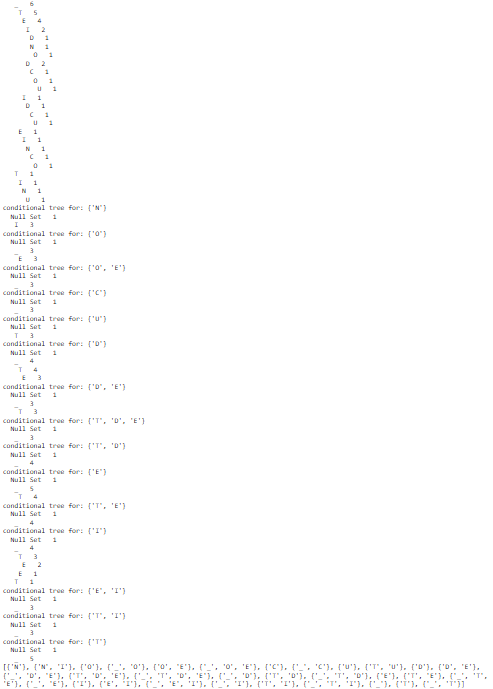 _ 6
T 5
E 4
I 2
D 1
N 1
O 1
D 2
C 1
O 1
U 1
I 1
D 1
C 1
U 1
E 1
I 1
N 1
C 1
O 1
T 1
I 1
N 1
U 1
conditional tree for: {'N'}
Null Set 1
I 3
conditional tree for: {'O'}
Null Set 1
_ 3
E 3
conditional tree for: {'O', 'E'}
Null Set 1
_ 3
conditional tree for: {'C'}
Null Set 1
_ 3
conditional tree for: {'U'}
Null Set 1
T 3
conditional tree for: {'D'}
Null Set 1
_ 4
T 4
E 3
conditional tree for: {'D', 'E'}
Null Set 1
_ 3
T 3
conditional tree for: {'T', 'D', 'E'}
Null Set 1
_ 3
conditional tree for: {'T', 'D'}
Null Set 1
_ 4
conditional tree for: {'E'}
Null Set 1
_ 5
T 4
conditional tree for: {'T', 'E'}
Null Set 1
_ 4
conditional tree for: {'I'}
Null Set 1
_ 4
T 3
E 2
E 1
T 1
conditional tree for: {'E', 'I'}
Null Set 1
_ 3
conditional tree for: {'T', 'I'}
Null Set 1
_ 3
conditional tree for: {'T'}
Null Set 1
_ 5
[{'N'}, {'N', 'I'}, {'O'}, {'_', 'O'}, {'O', 'E'}, {'_', 'O', 'E'}, {'C'}, {'_', 'C'}, {'U'}, {'T', 'U'}, {'D'}, {'D', 'E'},
{'_', 'D', 'E'}, {'T', 'D', 'E'}, {'_', 'T', 'D', 'E'}, {'_', 'D'}, {'T', 'D'}, {'_', 'T', 'D'}, {'E'}, {'T', 'E'}, {'_', 'T',
'E'}, {'_', 'E'}, {'I'}, {'E', 'I'}, {'_', 'E', 'I'}, {'_', 'I'}, {'T', 'I'}, {'_', 'T', 'I'}, {'_'}, {'T'}, {'_', 'T'}]